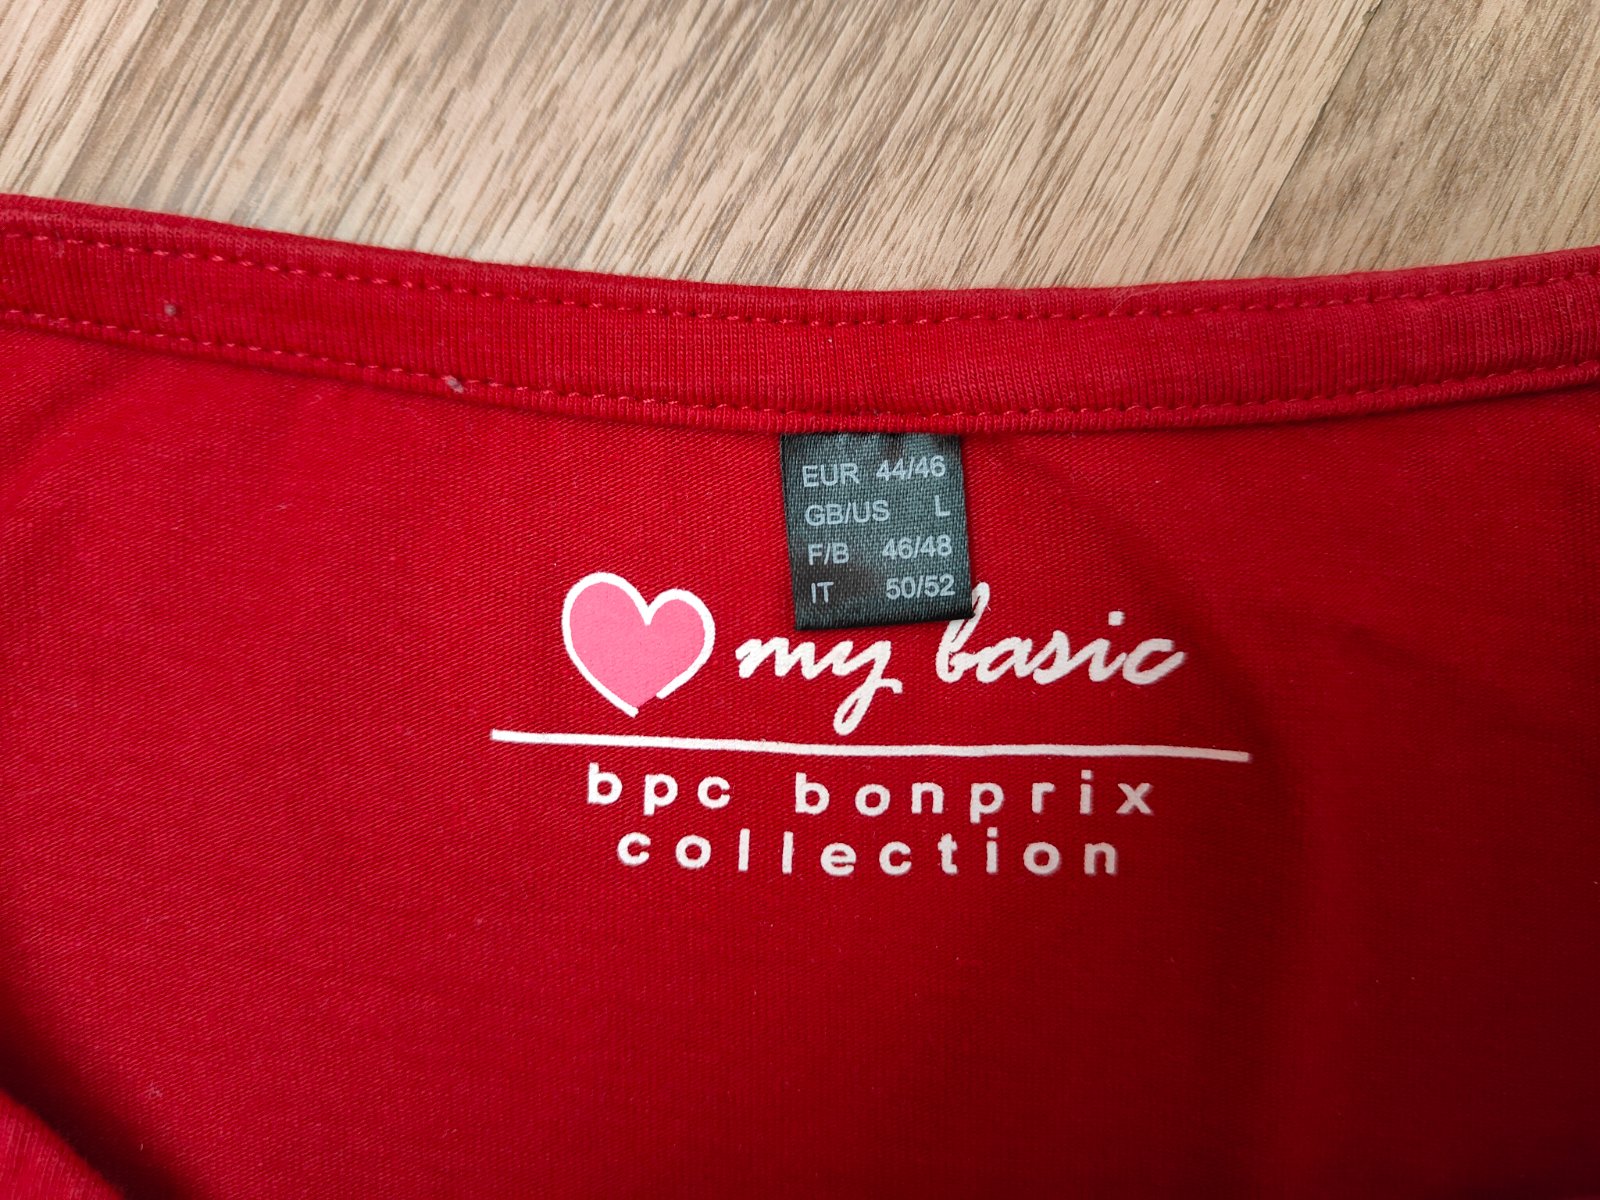 EUR 44/46
GB/US L
F/B 46/48
IT 50/52
my basic
bpc bonprix
collection